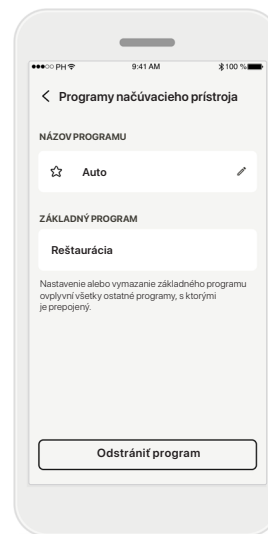 ●●●○○ PH 9:41 AM 100 %
Programy načúvacieho prístroja
NÁZOV PROGRAMU
Auto
ZÁKLADNÝ PROGRAM
Reštaurácia
Nastavenie alebo vymazanie základného programu
ovplyvní všetky ostatné programy, s ktorými
je prepojený.
Odstrániť program